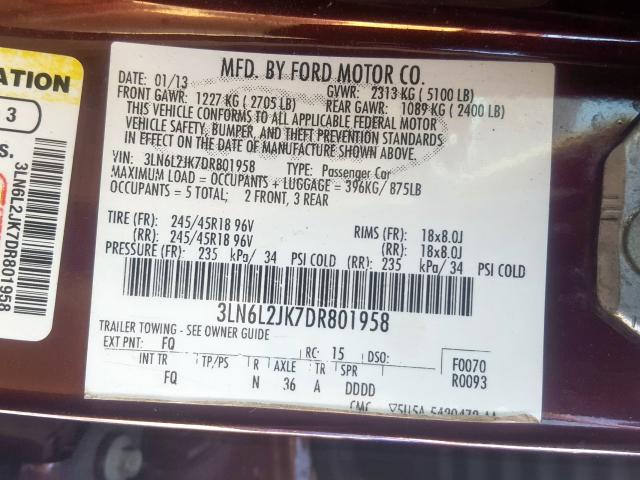 ATION
3
S.
3LN6L2JK7DR801958
MFD. BY FORD MOTOR CO.
DATE: 01/13
GVWR: 2313 KG ( 5100 LB)
FRONT GAWR: 1227 KG ( 2705 LB)
REAR GAWR: 1089 KG ( 2400 LB)
THIS VEHICLE CONFORMS TO ALL APPLICABLE FEDERAL MOTOR
VEHICLE SAFETY, BUMPER, AND THEFT PREVENTION STANDARDS
IN EFFECT ON THE DATE OF MANUFACTURE SHOWN ABOVE.
VIN: 3LN6L2JK7DR801958 TYPE: Passenger Car
MAXIMUM LOAD = OCCUPANTS + LUGGAGE = 396KG/ 875LB
OCCUPANTS = 5 TOTAL; 2 FRONT, 3 REAR
TIRE (FR): 245/45R18 96V RIMS (FR): 18x8.0J
(RR): 245/45R18 96V (RR): 18x8.0J
PRESSURE (FR): 235 kPa/ 34 PSI COLD (RR): 235 kPa/ 34 PSI COLD
3LN6L2JK7DR801958
TRAILER TOWING - SEE OWNER GUIDE
EXT PNT: FQ RC: 15 DSO: F0070
INT TR TP/PS R AXLE TR SPR R0093
FQ N 36 A DDDD